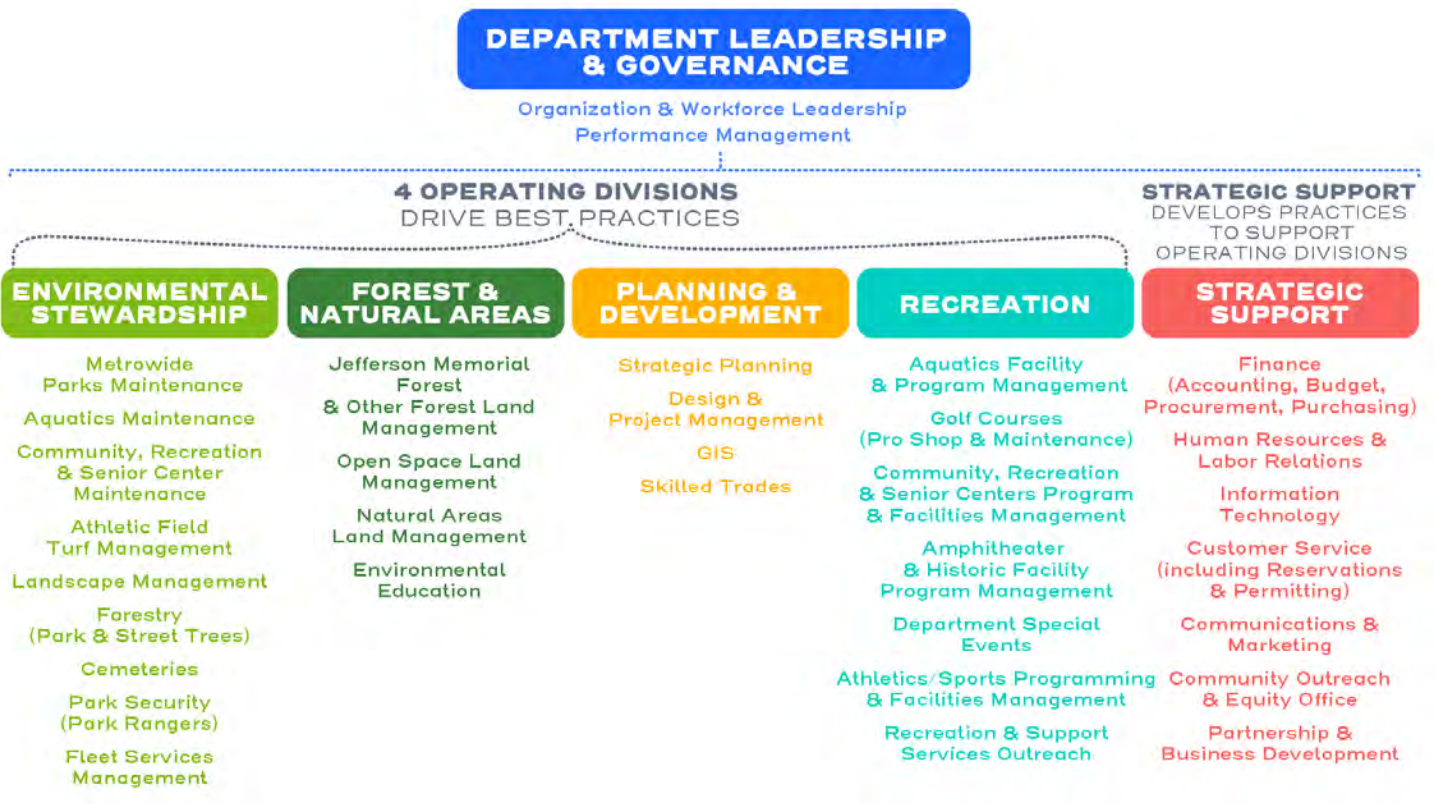 DEPARTMENT LEADERSHIP
& GOVERNANCE
Organization & Workforce Leadership
Performance Management
4 OPERATING DIVISIONS
DRIVE BEST PRACTICES
STRATEGIC SUPPORT
DEVELOPS PRACTICES
TO SUPPORT
OPERATING DIVISIONS
ENVIRONMENTAL
STEWARDSHIP
Metrowide
Parks Maintenance
Aquatics Maintenance
Community, Recreation
& Senior Center
Maintenance
Athletic Field
Turf Management
Landscape Management
Forestry
(Park & Street Trees)
Cemeteries
Park Security
(Park Rangers)
Fleet Services
Management
FOREST &
NATURAL AREAS
Jefferson Memorial
Forest
& Other Forest Land
Management
Open Space Land
Management
Natural Areas
Land Management
Environmental
Education
PLANNING &
DEVELOPMENT
Strategic Planning
Design &
Project Management
GIS
Skilled Trades
RECREATION
Aquatics Facility
& Program Management
Golf Courses
(Pro Shop & Maintenance)
Community, Recreation
& Senior Centers Program
& Facilities Management
Amphitheater
& Historic Facility
Program Management
Department Special
Events
Athletics/Sports Programming
& Facilities Management
Recreation & Support
Services Outreach
STRATEGIC
SUPPORT
Finance
(Accounting, Budget,
Procurement, Purchasing)
Human Resources &
Labor Relations
Information
Technology
Customer Service
(including Reservations
& Permitting)
Communications &
Marketing
Community Outreach
& Equity Office
Partnership &
Business Development